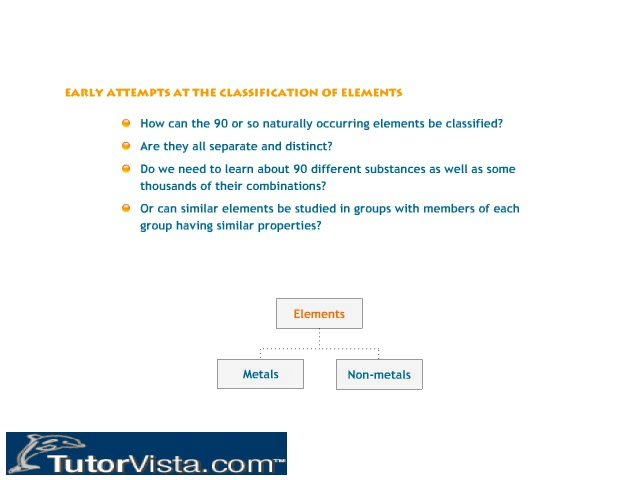 EARLY ATTEMPTS AT THE CLASSIFICATION OF ELEMENTS
How can the 90 or so naturally occurring elements be classified?
Are they all separate and distinct?
Do we need to learn about 90 different substances as well as some
thousands of their combinations?
Or can similar elements be studied in groups with members of each
group having similar properties?
Elements
Metals
Non-metals
TutorVista.com™